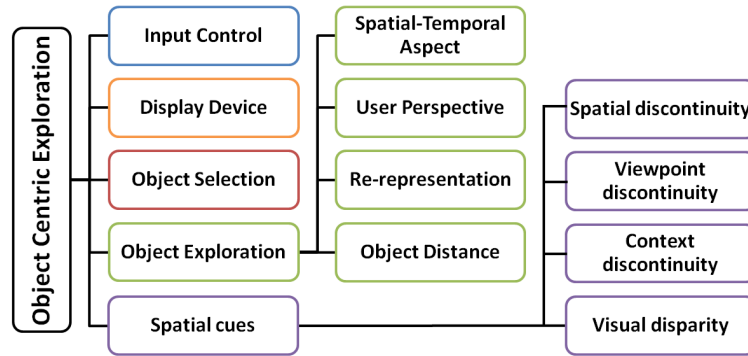 Object Centric Exploration
Input Control
Display Device
Object Selection
Object Exploration
Spatial cues
Spatial-Temporal
Aspect
User Perspective
Re-representation
Object Distance
Spatial discontinuity
Viewpoint
discontinuity
Context
discontinuity
Visual disparity